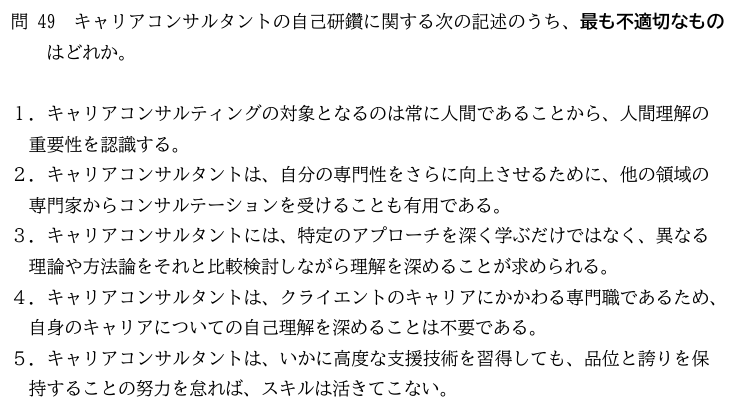 問 49　キャリアコンサルタントの自己研鑽に関する次の記述のうち、最も不適切なもの
はどれか。
１．キャリアコンサルティングの対象となるのは常に人間であることから、人間理解の
重要性を認識する。
２．キャリアコンサルタントは、自分の専門性をさらに向上させるために、他の領域の
専門家からコンサルテーションを受けることも有用である。
３．キャリアコンサルタントには、特定のアプローチを深く学ぶだけではなく、異なる
理論や方法論をそれと比較検討しながら理解を深めることが求められる。
４．キャリアコンサルタントは、クライエントのキャリアにかかわる専門職であるため、
自身のキャリアについての自己理解を深めることは不要である。
５．キャリアコンサルタントは、いかに高度な支援技術を習得しても、品位と誇りを保
持することの努力を怠れば、スキルは活きてこない。